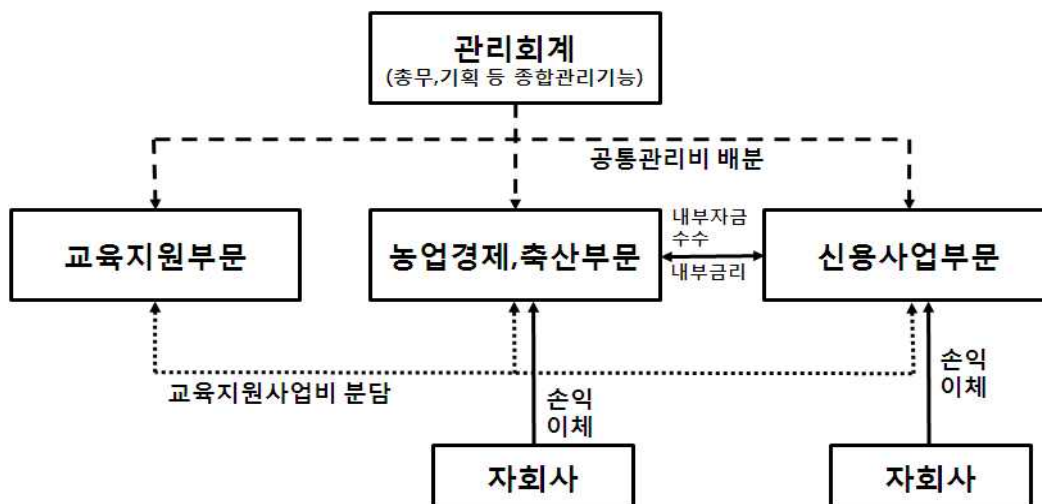 관리회계
(총무,기획 등 종합관리기능)
공통관리비 배분
교육지원부문
농업경제,축산부문
내부자금
수수
내부금리
신용사업부문
교육지원사업비 분담
손익
이체
손익
이체
자회사
자회사